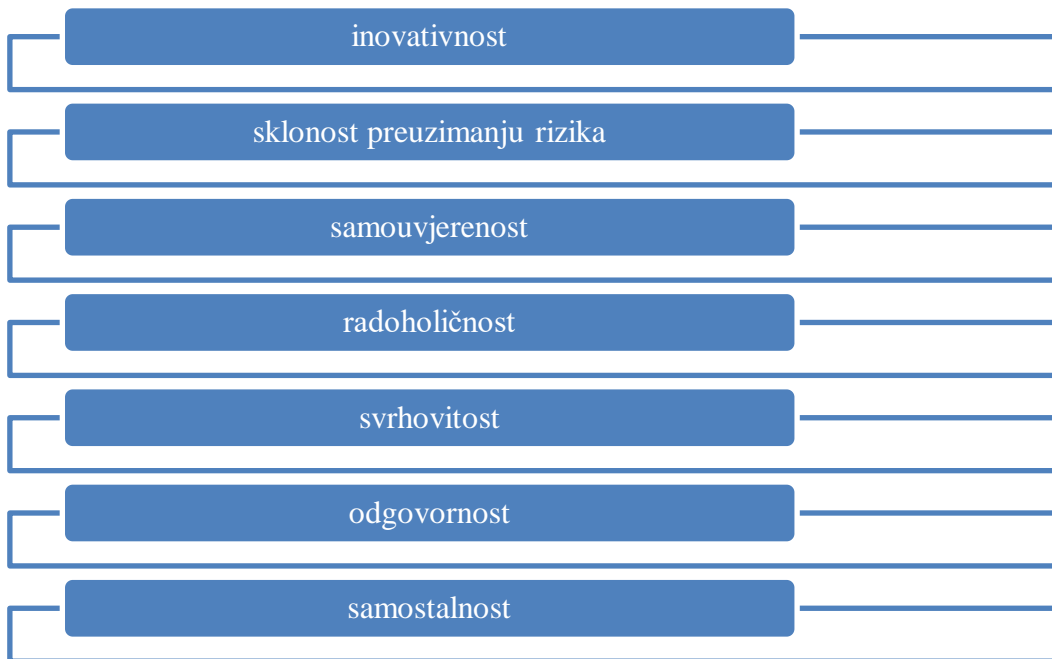 inovativnost
sklonost preuzimanju rizika
samouvjerenost
radoholičnost
svrhovitost
odgovornost
samostalnost